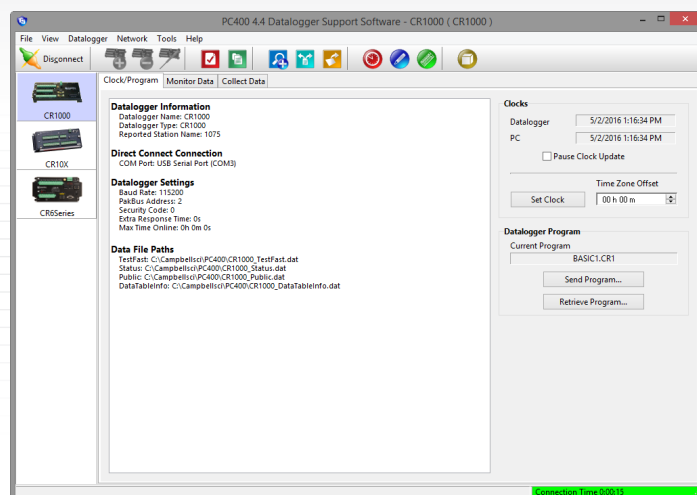 PC400 4.4 Datalogger Support Software - CR1000 ( CR1000 )
File View Datalogger Network Tools Help
Disconnect
CR1000
CR10X
CR6Series
Clock/Program Monitor Data Collect Data
Datalogger Information
Datalogger Name: CR1000
Datalogger Type: CR1000
Reported Station Name: 1075
Direct Connect Connection
COM Port: USB Serial Port (COM3)
Datalogger Settings
Baud Rate: 115200
PakBus Address: 2
Security Code: 0
Extra Response Time: 0s
Max Time Online: 0h 0m 0s
Data File Paths
TestFast: C:\Campbellsci\PC400\CR1000_TestFast.dat
Status: C:\Campbellsci\PC400\CR1000_Status.dat
Public: C:\Campbellsci\PC400\CR1000_Public.dat
DataTableInfo: C:\Campbellsci\PC400\CR1000_DataTableInfo.dat
Clocks
Datalogger 5/2/2016 1:16:34 PM
PC 5/2/2016 1:16:34 PM
Pause Clock Update
Time Zone Offset
Set Clock 00 h 00 m
Datalogger Program
Current Program
BASIC1.CR1
Send Program...
Retrieve Program...
Connection Time 0:00:15